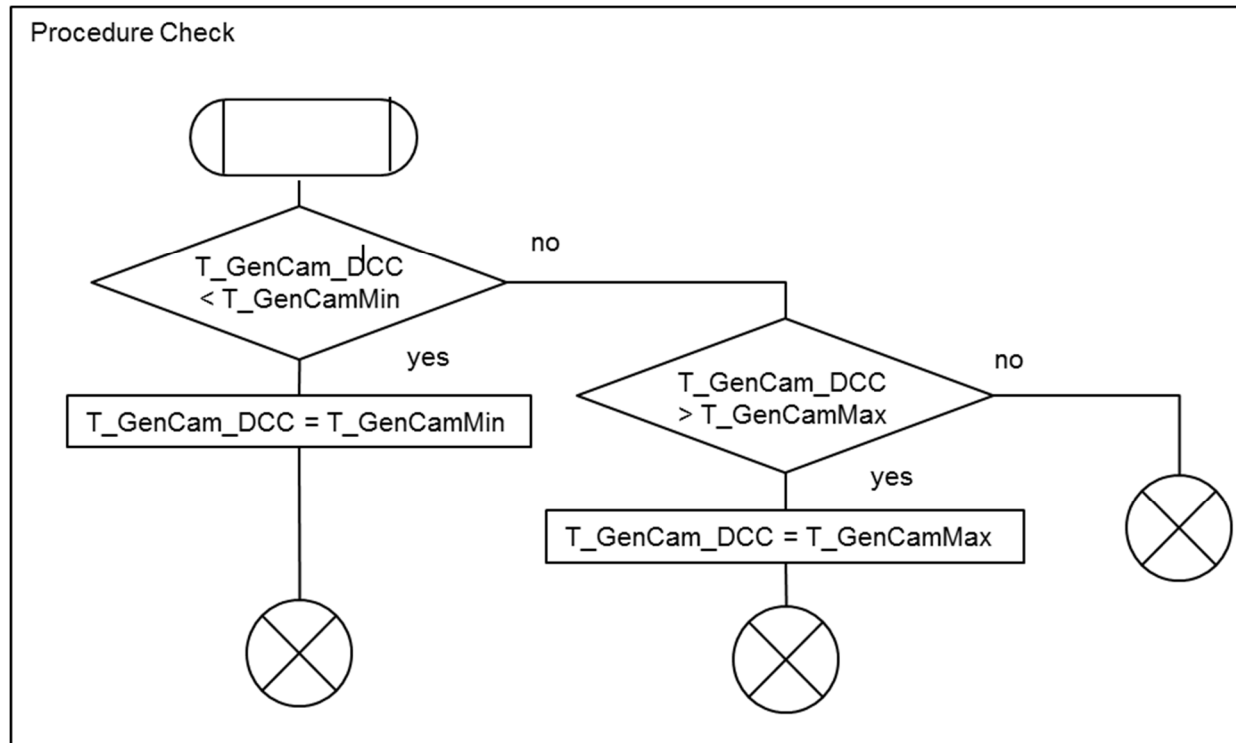 Procedure Check
T_GenCam_DCC
< T_GenCamMin
no
yes
T_GenCam_DCC = T_GenCamMin
T_GenCam_DCC
> T_GenCamMax
no
yes
T_GenCam_DCC = T_GenCamMax